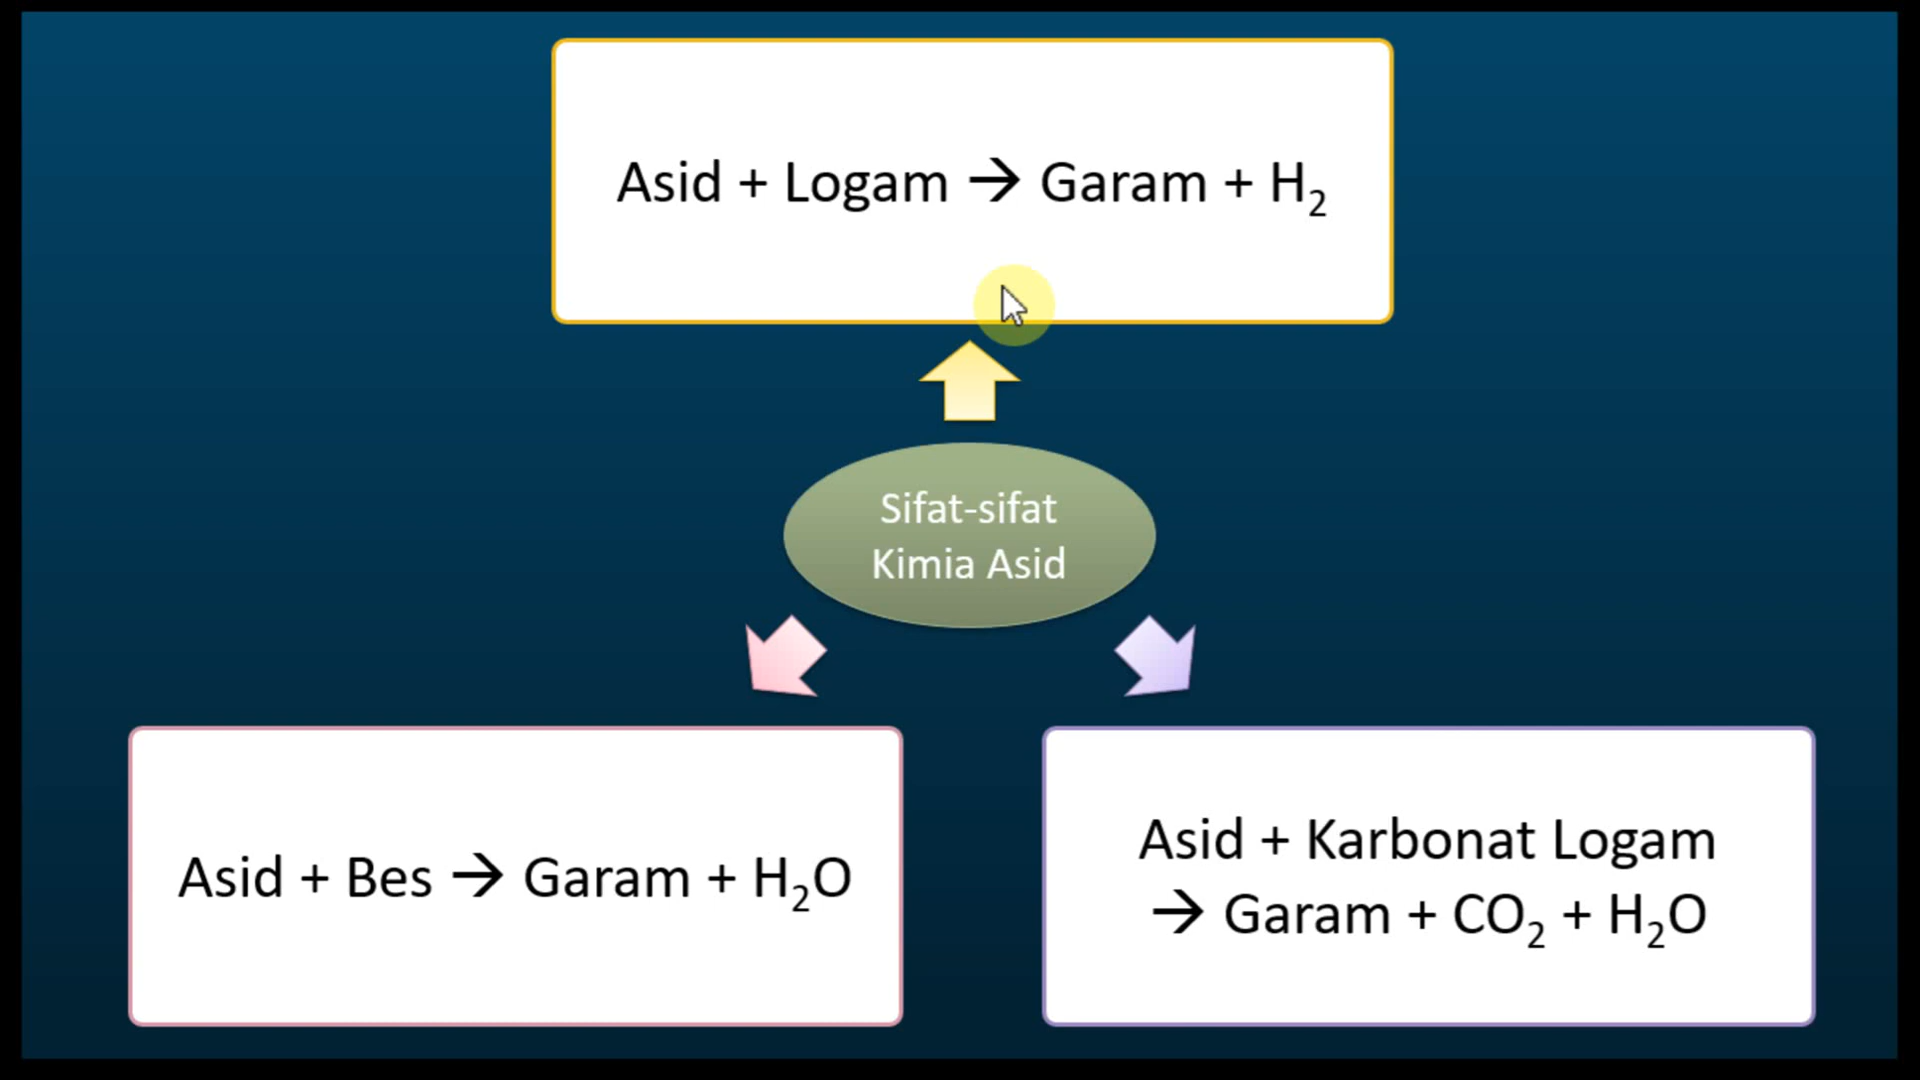 Asid + Logam → Garam + H₂
Sifat-sifat
Kimia Asid
Asid + Bes → Garam + H₂O
Asid + Karbonat Logam
→ Garam + CO₂ + H₂O